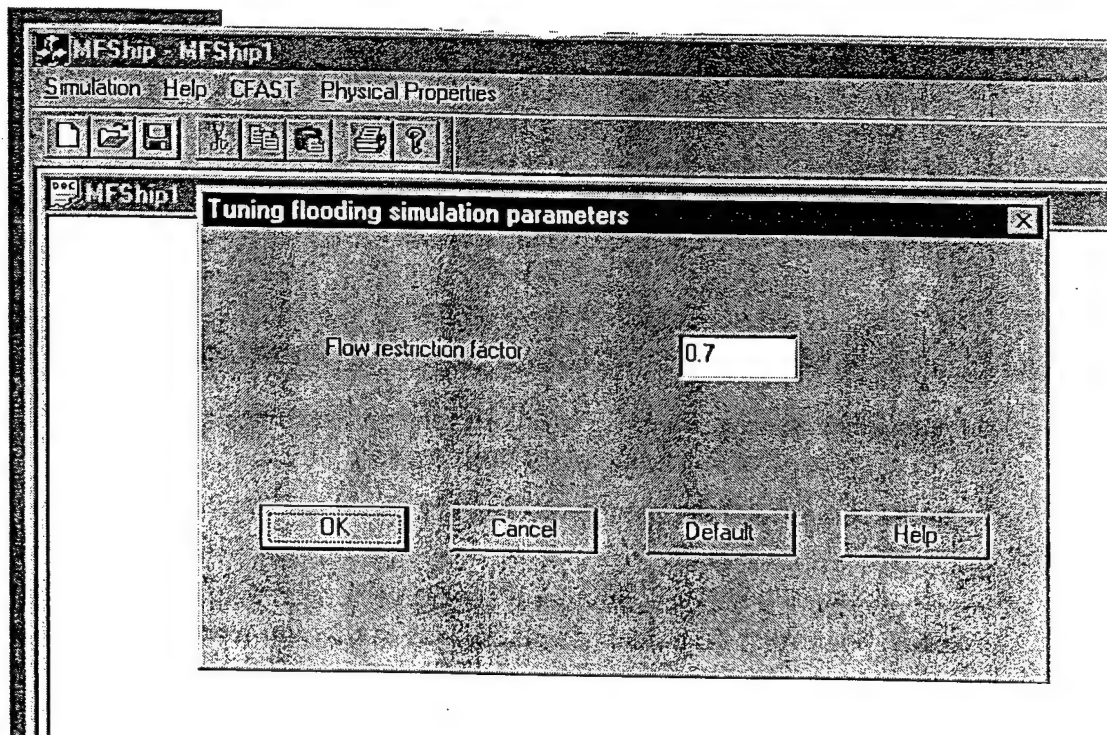 MFShip - MFShip1
Simulation Help CFAST Physical Properties
DOC MFShip1
Tuning flooding simulation parameters
Flow restriction factor 0.7
OK Cancel Default Help